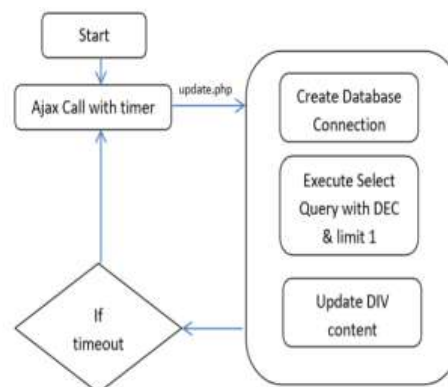 Start
Ajax Call with timer
update.php
Create Database
Connection
Execute Select
Query with DEC
& limit 1
Update DIV
content
If
timeout